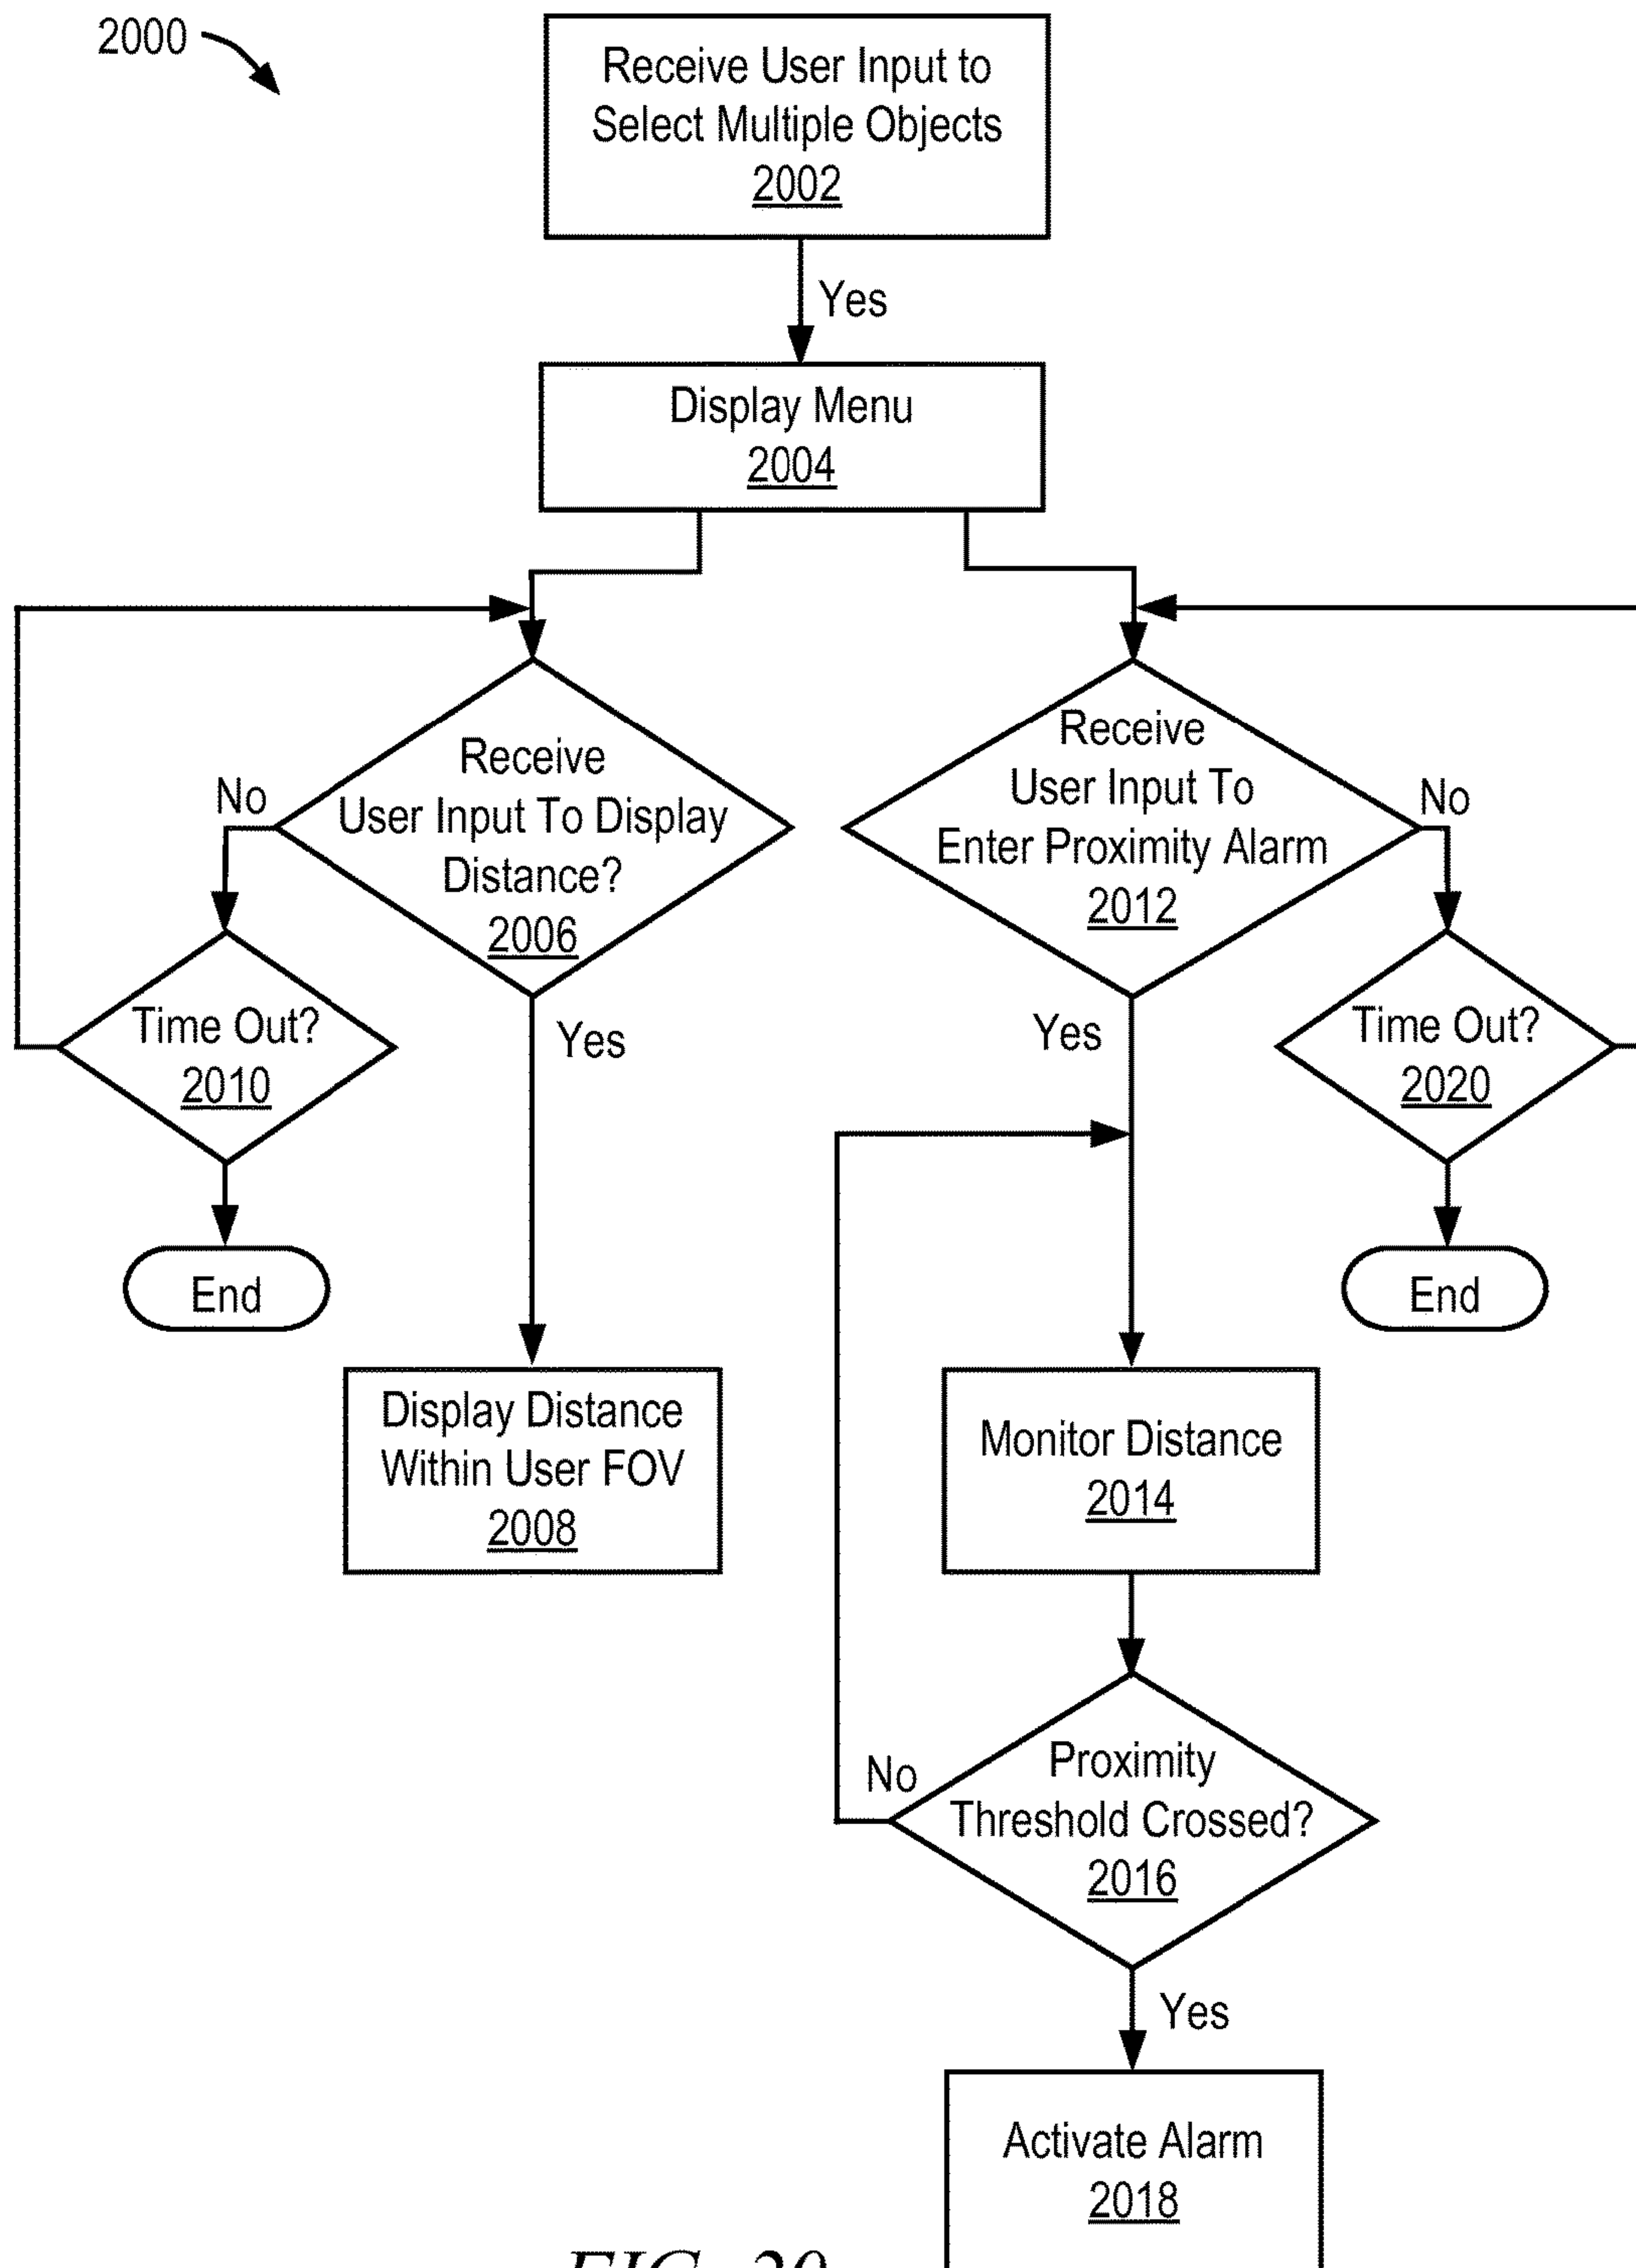 2000
Receive User Input to
Select Multiple Objects
2002
Yes
Display Menu
2004
Receive
User Input To Display
Distance?
2006
No
Yes
Time Out?
2010
End
Display Distance
Within User FOV
2008
Receive
User Input To
Enter Proximity Alarm
2012
No
Yes
Time Out?
2020
End
Monitor Distance
2014
Proximity
Threshold Crossed?
2016
No
Yes
Activate Alarm
2018
FIG. 20